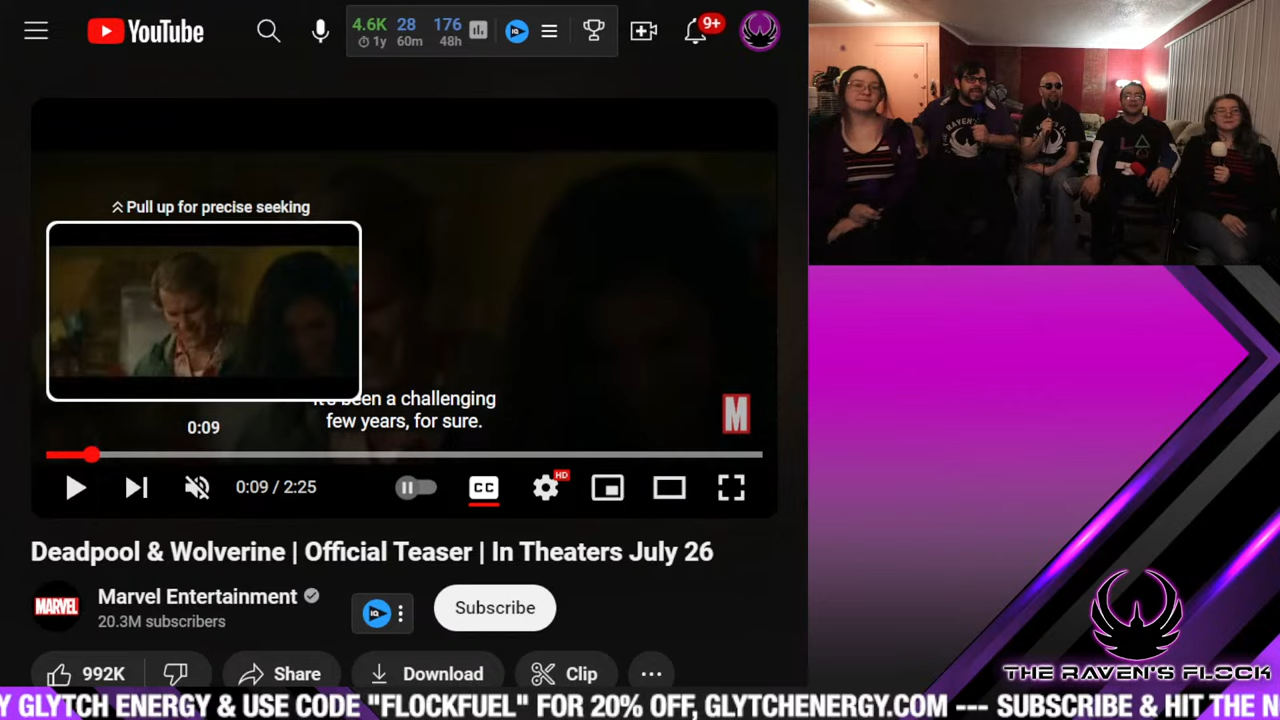 YouTube
4.6K 28 176
1y 60m 48h
iQ
9+
Pull up for precise seeking
It's been a challenging
few years, for sure.
0:09
M
0:09 / 2:25
CC
HD
Deadpool & Wolverine | Official Teaser | In Theaters July 26
MARVEL
Marvel Entertainment
20.3M subscribers
iQ
Subscribe
992K
Share
Download
Clip
THE RAVEN'S FLOCK
Y GLYTCH ENERGY & USE CODE "FLOCKFUEL" FOR 20% OFF, GLYTCHENERGY.COM --- SUBSCRIBE & HIT THE N